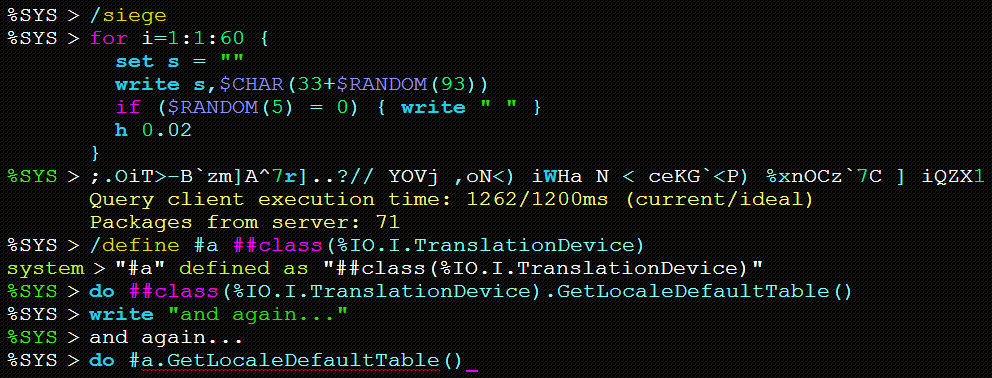 %SYS > /siege
%SYS > for i=1:1:60 {
set s = ""
write s,$CHAR(33+$RANDOM(93))
if ($RANDOM(5) = 0) { write " " }
h 0.02
}
%SYS > ;.OiT>-B`zm]A^7r]..?// YOVj ,oN<) iWHa N < ceKG`<P) %xnOCz`7C ] iQZX1
Query client execution time: 1262/1200ms (current/ideal)
Packages from server: 71
%SYS > /define #a ##class(%IO.I.TranslationDevice)
system > "#a" defined as "##class(%IO.I.TranslationDevice)"
%SYS > do ##class(%IO.I.TranslationDevice).GetLocaleDefaultTable()
%SYS > write "and again..."
%SYS > and again...
%SYS > do #a.GetLocaleDefaultTable()_